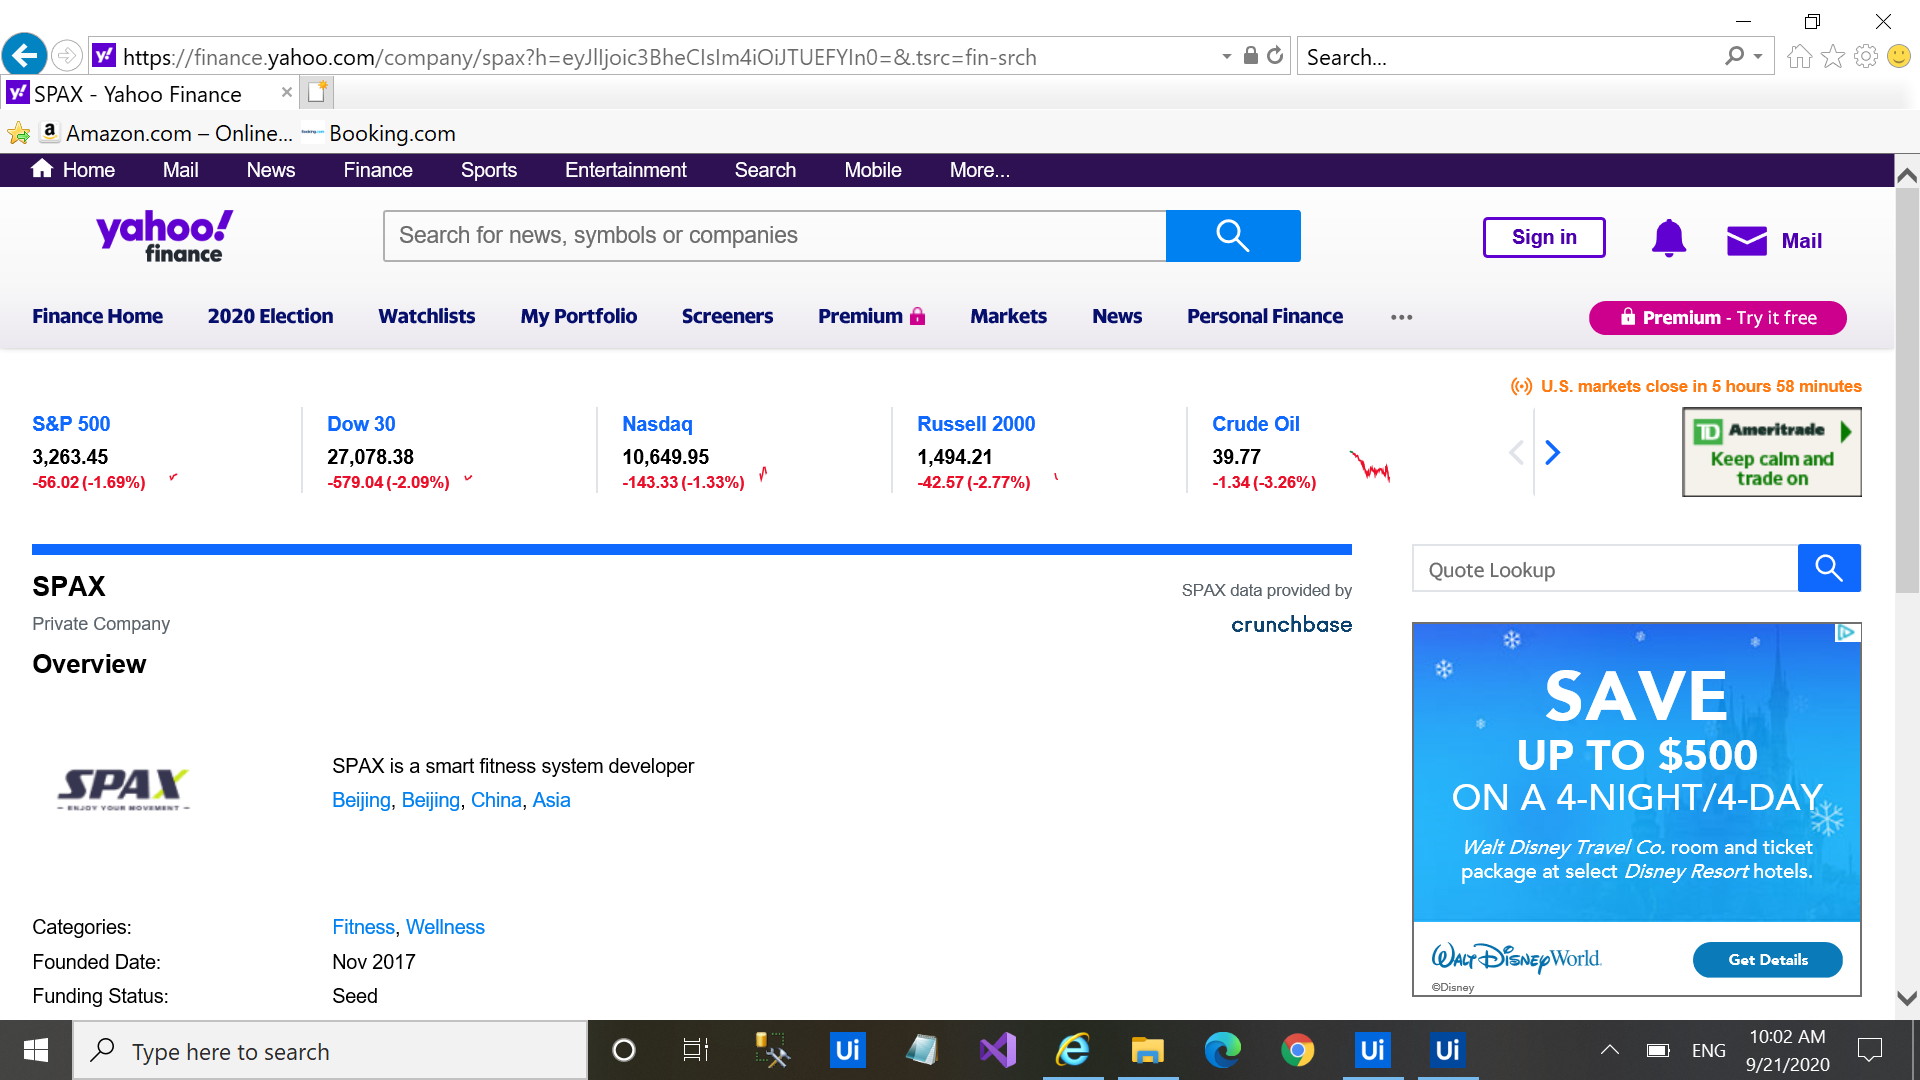 https://finance.yahoo.com/company/spax?h=eyJlIjoic3BheCIsIm4iOiJTUEFYIn0=&.tsrc=fin-srch
Search...
SPAX - Yahoo Finance
Amazon.com – Online...
Booking.com
Home Mail News Finance Sports Entertainment Search Mobile More...
yahoo! finance
Search for news, symbols or companies
Sign in
Mail
Finance Home 2020 Election Watchlists My Portfolio Screeners Premium Markets News Personal Finance
Premium - Try it free
U.S. markets close in 5 hours 58 minutes
S&P 500
3,263.45
-56.02 (-1.69%)
Dow 30
27,078.38
-579.04 (-2.09%)
Nasdaq
10,649.95
-143.33 (-1.33%)
Russell 2000
1,494.21
-42.57 (-2.77%)
Crude Oil
39.77
-1.34 (-3.26%)
TD Ameritrade
Keep calm and
trade on
SPAX
Private Company
SPAX data provided by
crunchbase
Quote Lookup
Overview
SPAX
– ENJOY YOUR MOVEMENT –
SPAX is a smart fitness system developer
Beijing, Beijing, China, Asia
Categories: Fitness, Wellness
Founded Date: Nov 2017
Funding Status: Seed
SAVE
UP TO $500
ON A 4-NIGHT/4-DAY
Walt Disney Travel Co. room and ticket
package at select Disney Resort hotels.
Walt Disney World
Get Details
©Disney
Type here to search
Ui
Ui
Ui
ENG
10:02 AM
9/21/2020